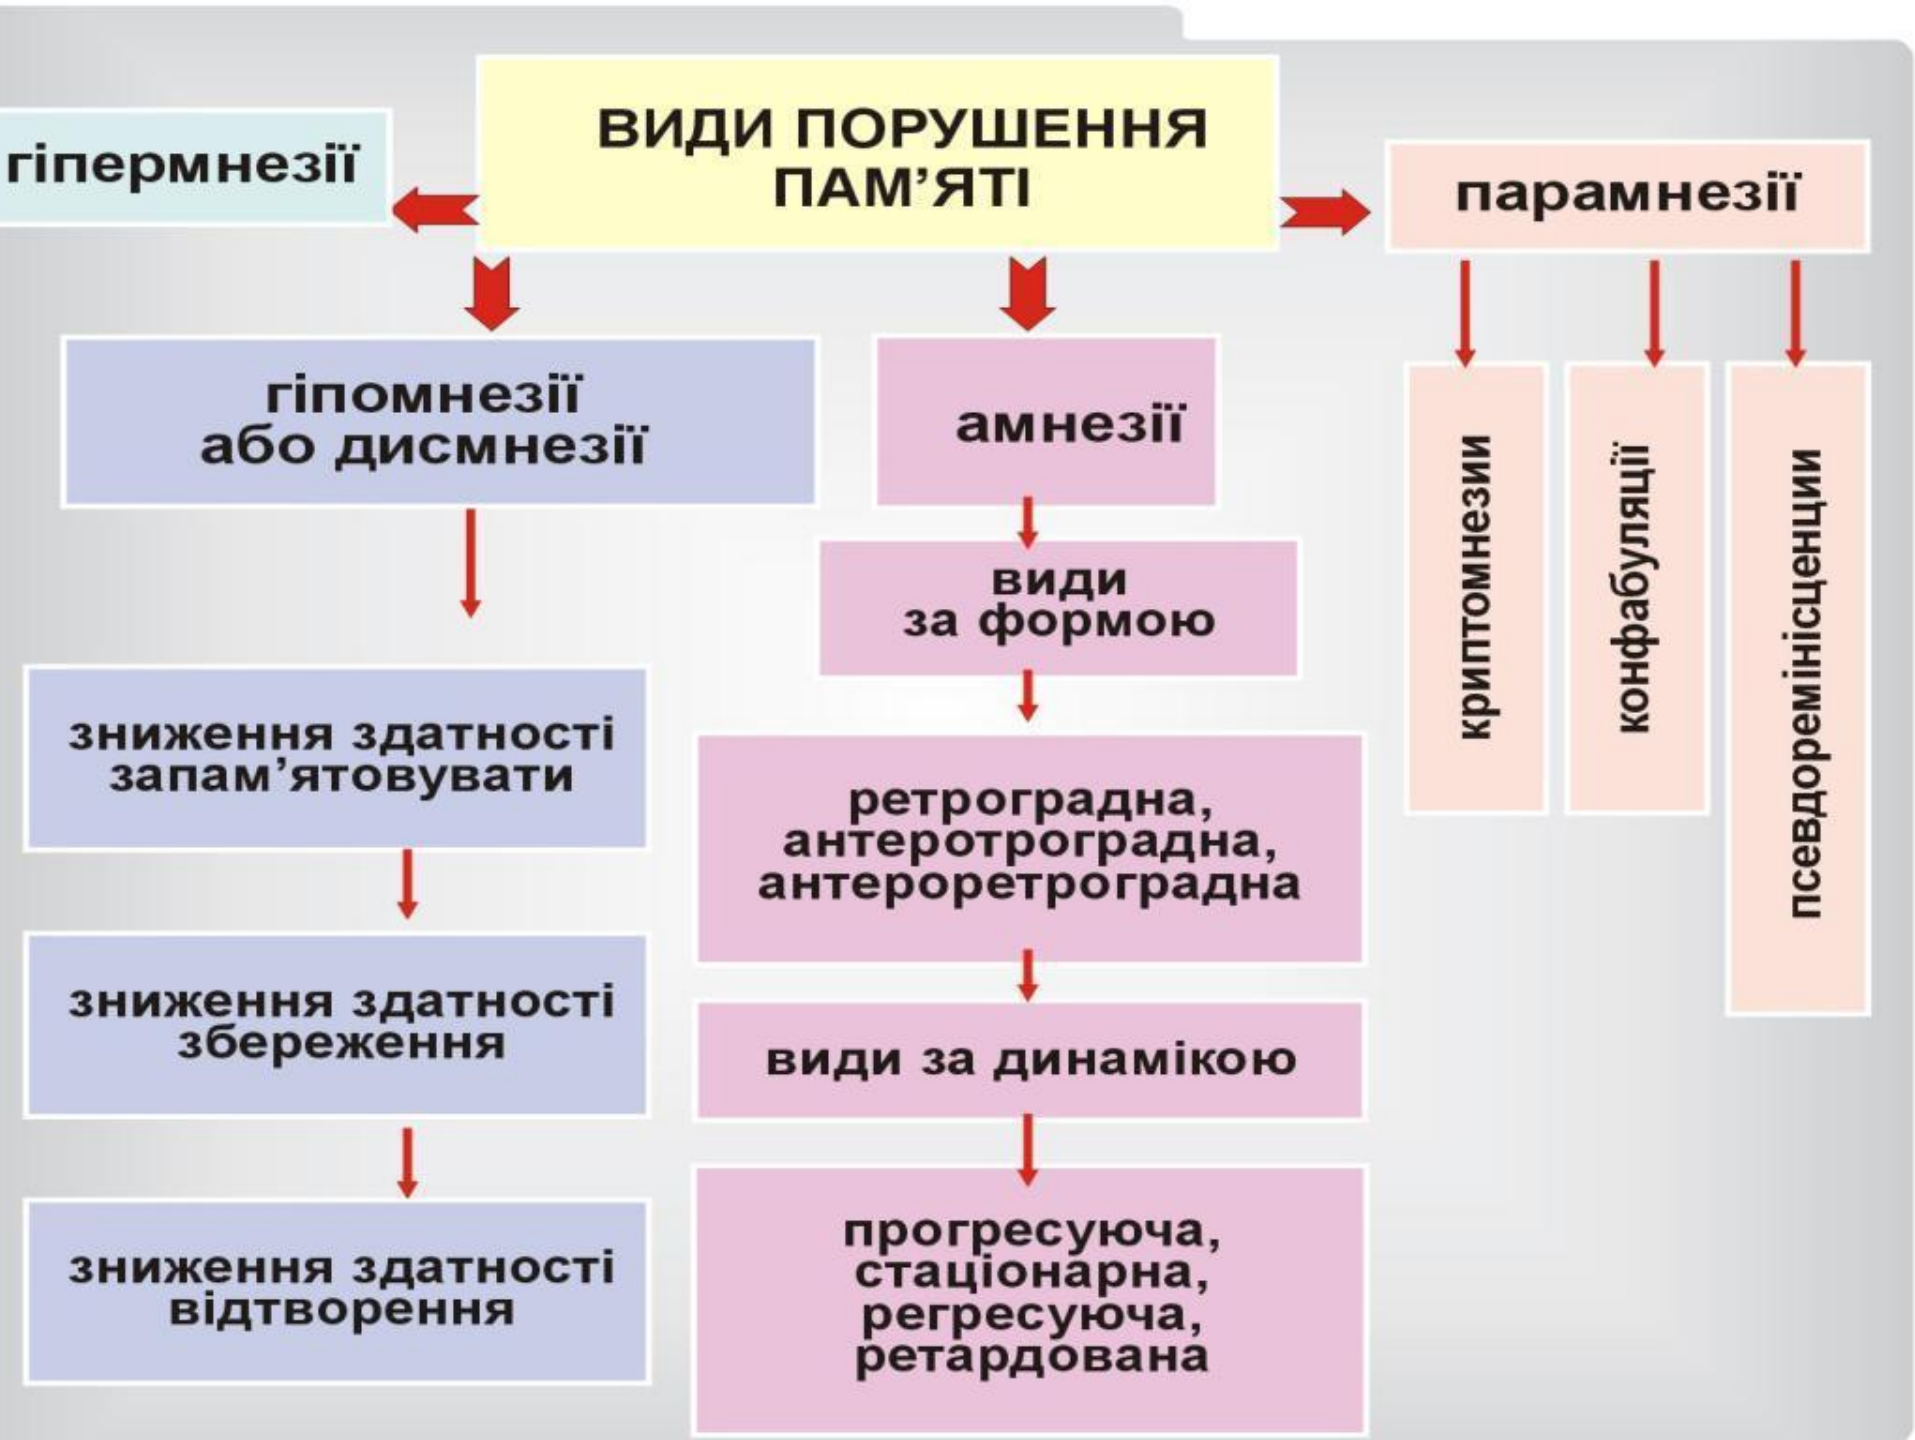 ВИДИ ПОРУШЕННЯ
ПАМ’ЯТІ
гіпермнезії
парамнезії
гіпомнезії
або дисмнезії
амнезії
види
за формою
зниження здатності
запам’ятовувати
ретроградна,
антеротроградна,
антероретроградна
зниження здатності
збереження
види за динамікою
зниження здатності
відтворення
прогресуюча,
стаціонарна,
регресуюча,
ретардована
криптомнезии
конфабуляції
псевдоремінісценции